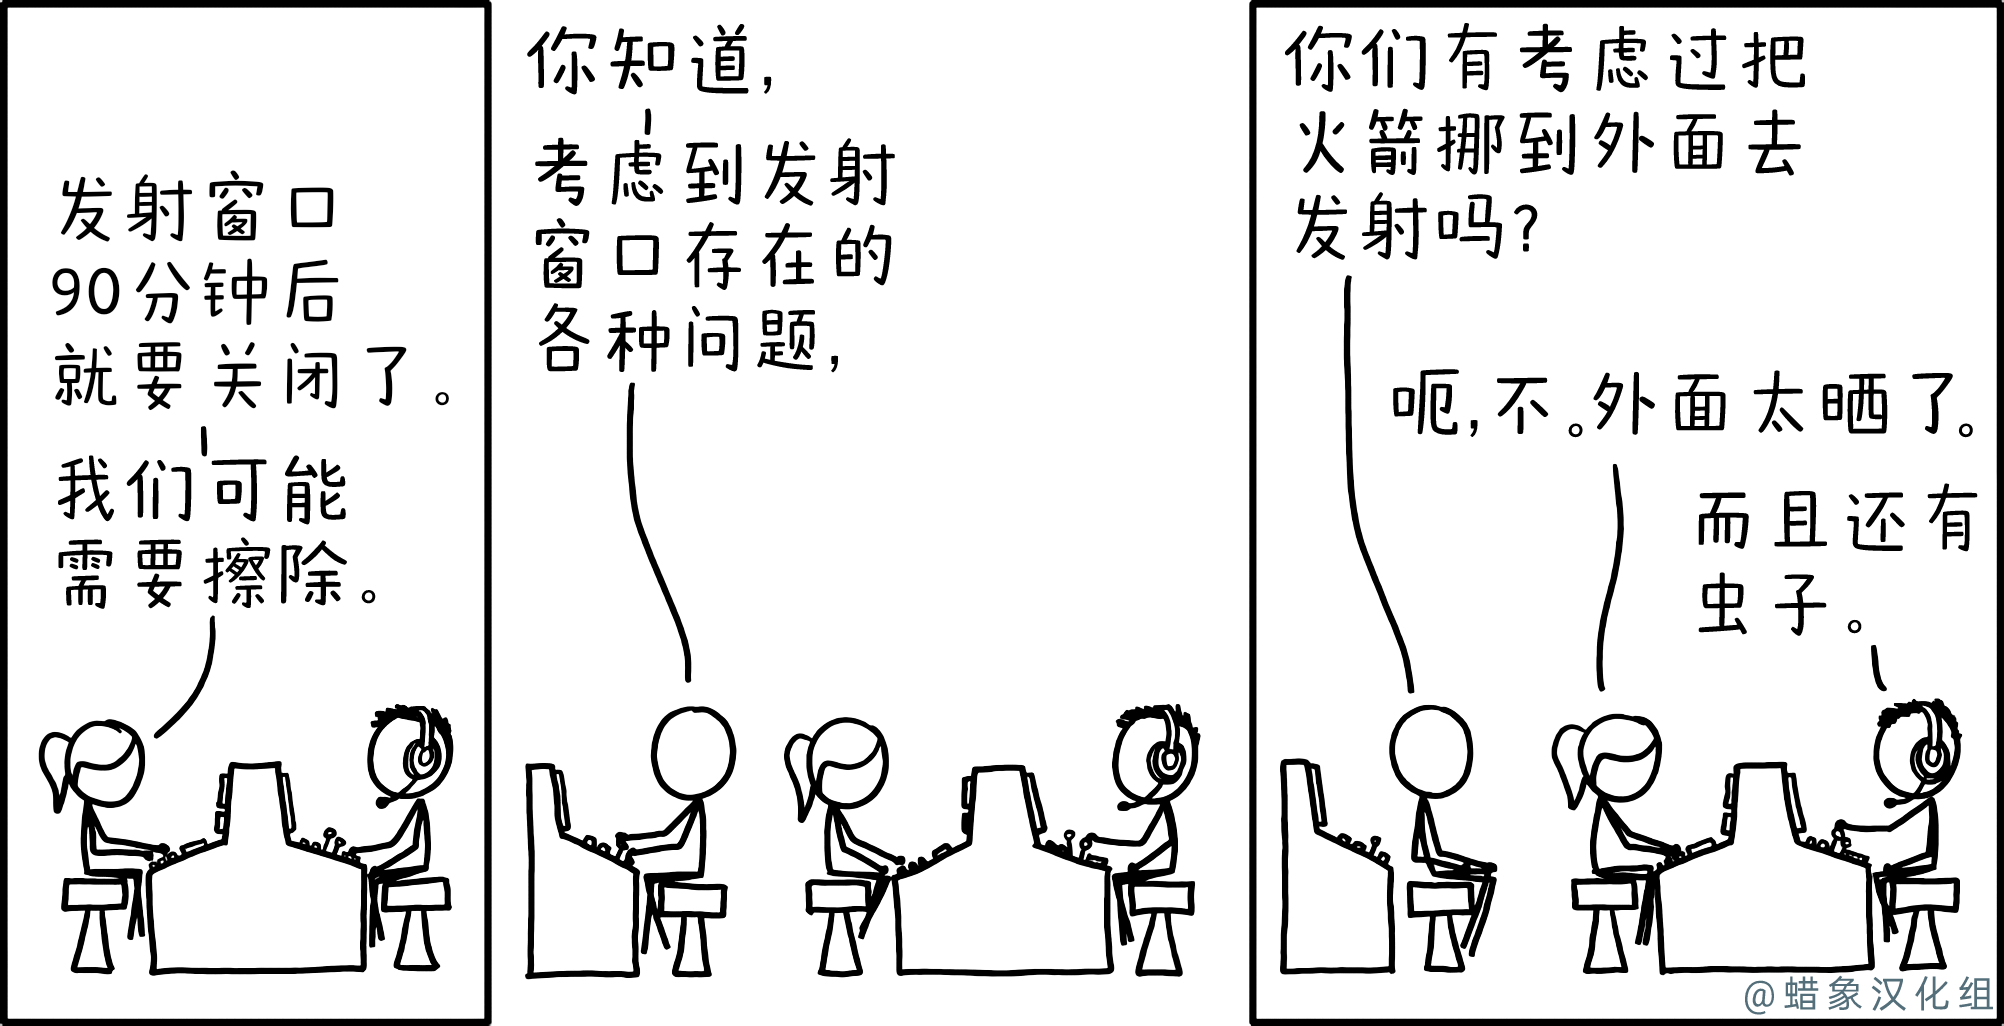 发射窗口
90分钟后
就要关闭了。
我们可能
需要擦除。
你知道,
考虑到发射
窗口存在的
各种问题,
你们有考虑过把
火箭挪到外面去
发射吗?
呃,不。外面太晒了。
而且还有
虫子。
@蜡象汉化组